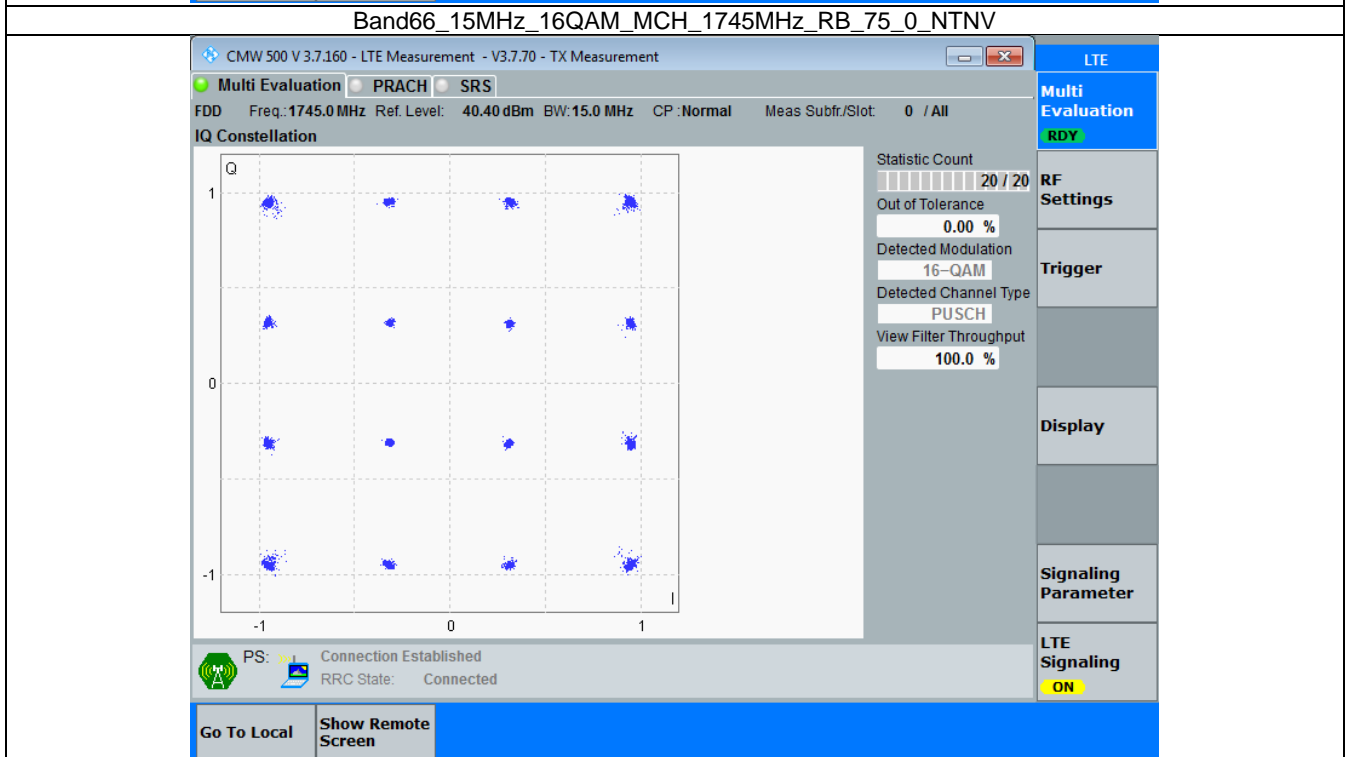 Band66_15MHz_16QAM_MCH_1745MHz_RB_75_0_NTNV
CMW 500 V 3.7.160 - LTE Measurement - V3.7.70 - TX Measurement
LTE
Multi Evaluation PRACH SRS
Multi
Evaluation
RDY
FDD Freq.: 1745.0 MHz Ref. Level: 40.40 dBm BW: 15.0 MHz CP : Normal Meas Subfr./Slot: 0 / All
IQ Constellation
Q
1
0
-1
I
-1 0 1
Statistic Count
20 / 20
Out of Tolerance
0.00 %
Detected Modulation
16-QAM
Detected Channel Type
PUSCH
View Filter Throughput
100.0 %
RF
Settings
Trigger
Display
Signaling
Parameter
LTE
Signaling
ON
PS:
Connection Established
RRC State: Connected
Go To Local
Show Remote
Screen